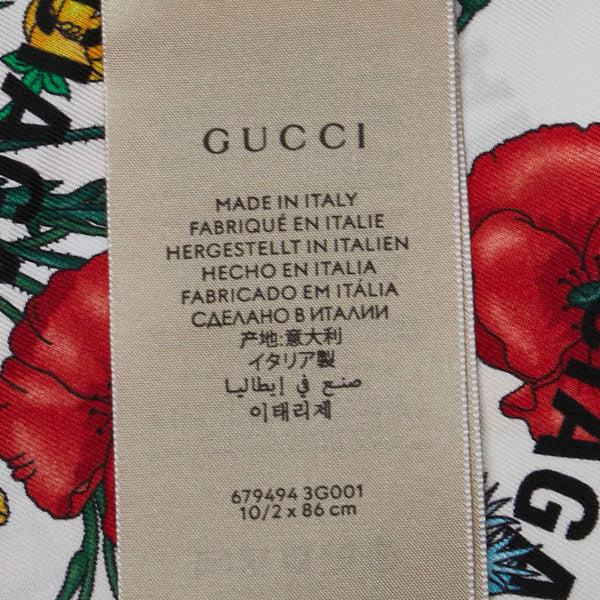 GUCCI
MADE IN ITALY
FABRIQUÉ EN ITALIE
HERGESTELLT IN ITALIEN
HECHO EN ITALIA
FABRICADO EM ITÁLIA
СДЕЛАНО В ИТАЛИИ
产地:意大利
イタリア製
صنع في إيطاليا
이태리제
679494 3G001
10/2 x 86 cm